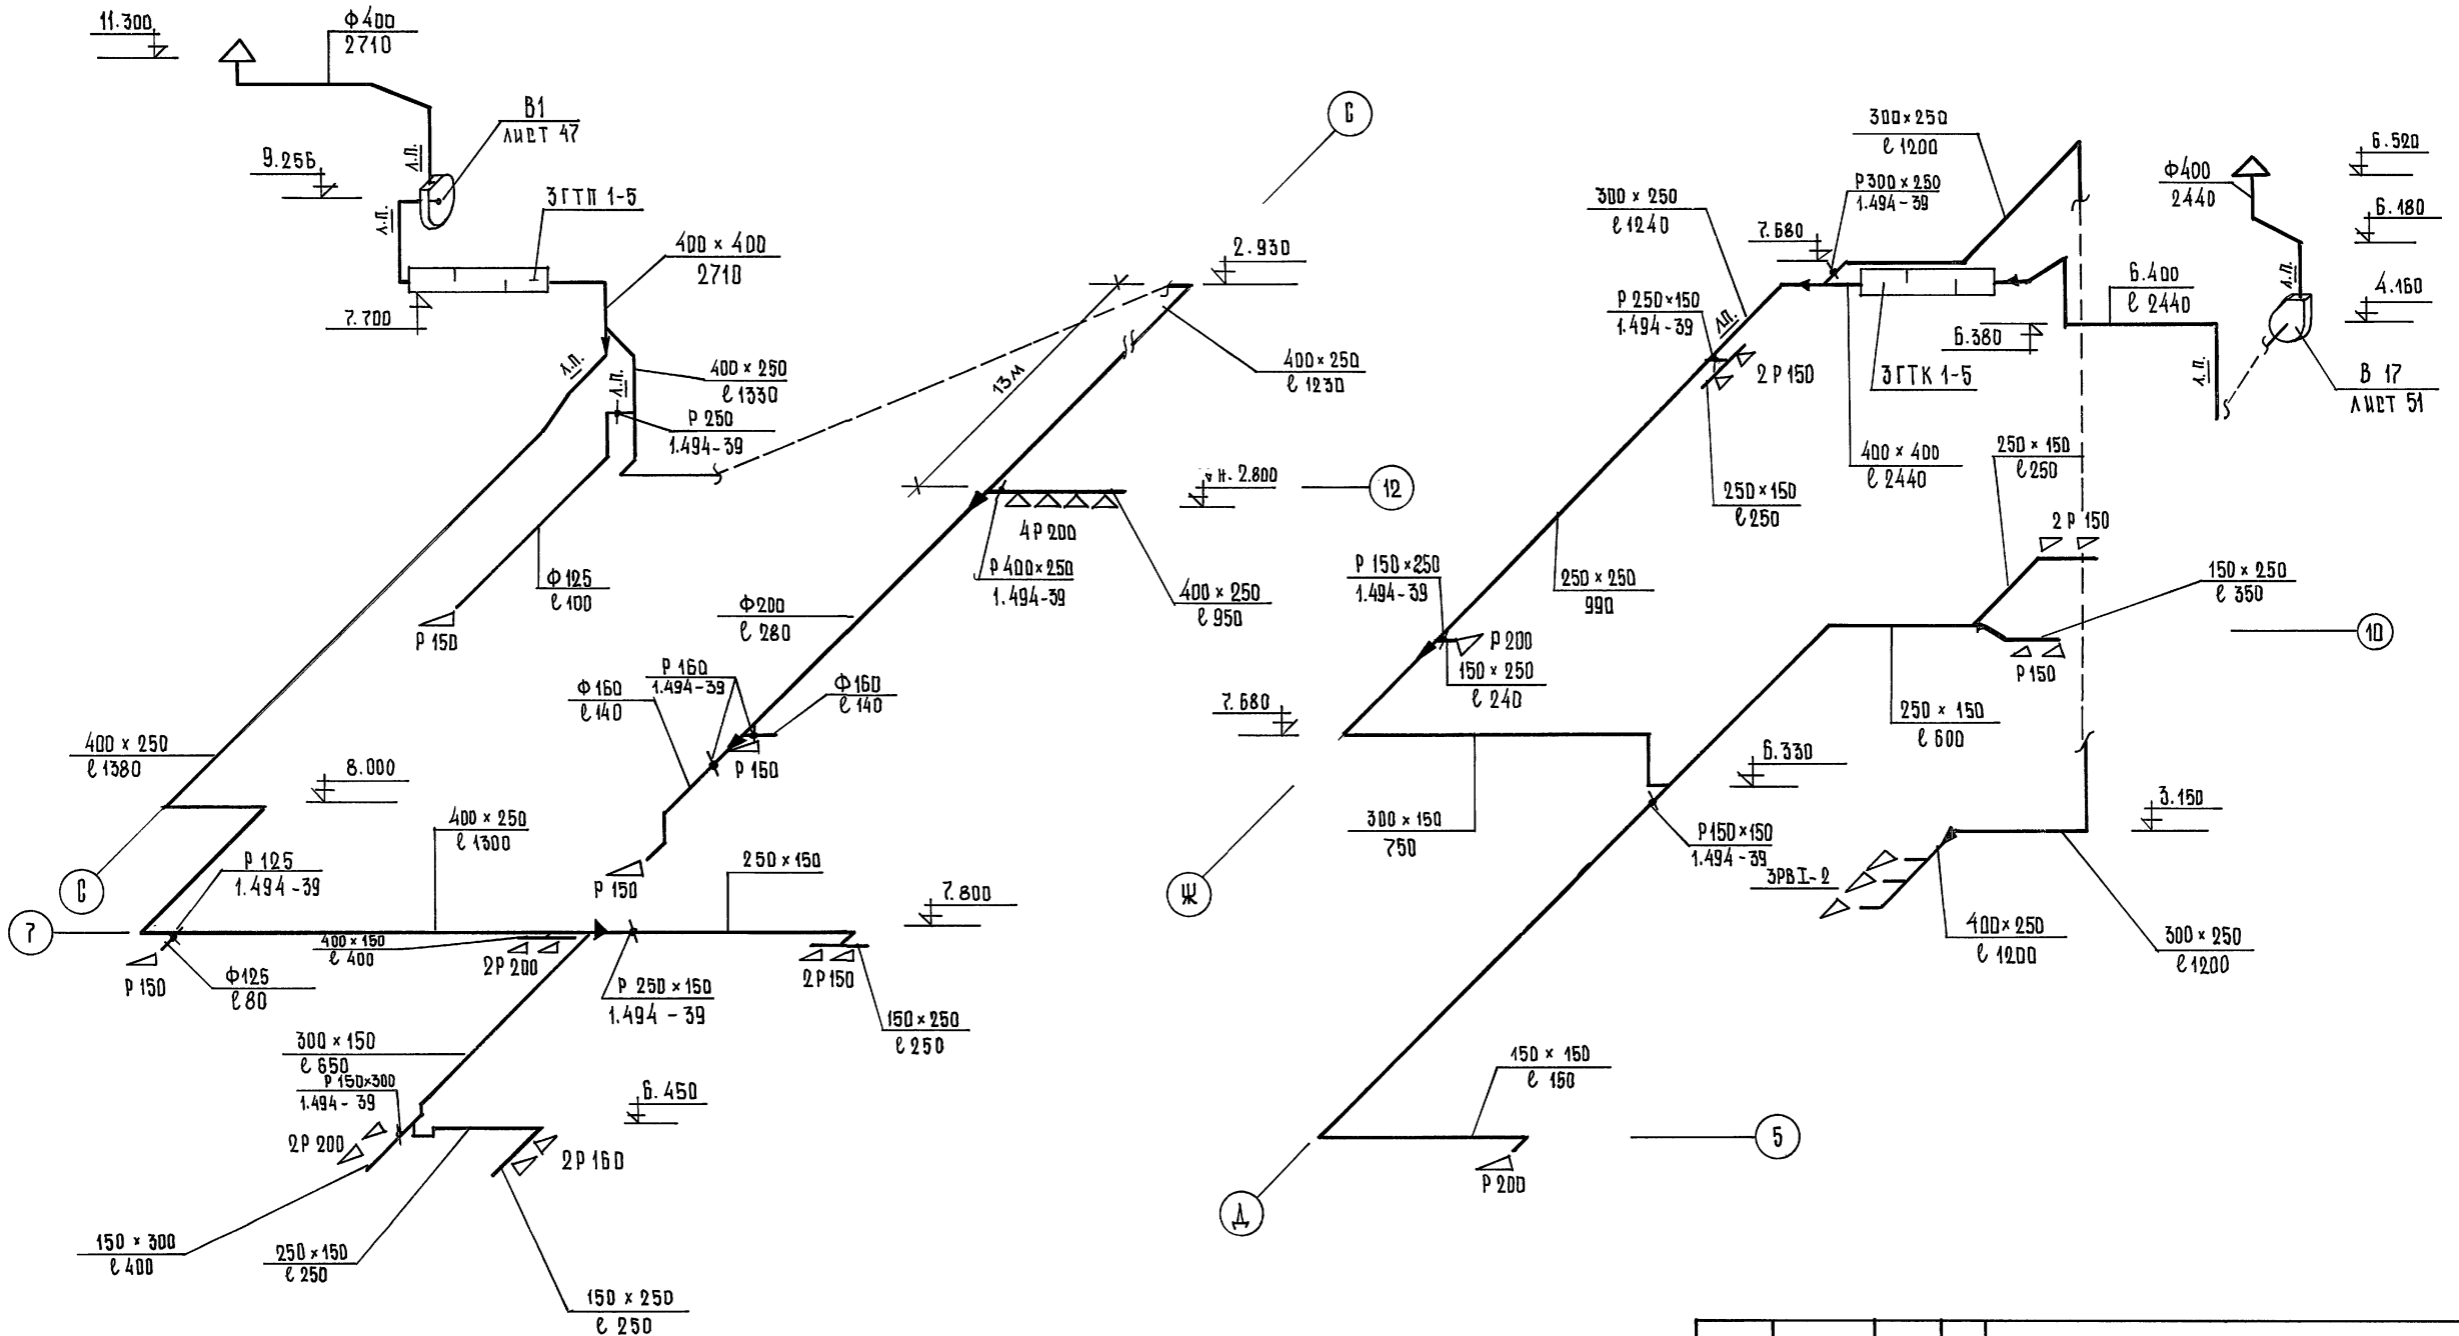 11.300
ф400
2710
В1
ЛИСТ 47
л.п.
9.256
л.п.
3ГТП 1-5
7.700
400 × 400
2710
л.п.
400 × 250
ℓ 1330
л.п.
Р 250
1.494-39
13м
2.930
400×250
ℓ 1230
С
н. 2.800
12
4Р 200
Р 400×250
1.494-39
400 × 250
ℓ 950
ф125
ℓ 100
Р 150
ф200
ℓ 280
Р 160
1.494-39
ф160
ℓ 140
ф160
ℓ 140
Р 150
Р 150
400 × 250
ℓ 1380
8.000
С
7
400 × 250
ℓ 1300
Р 125
1.494-39
250 × 150
7.800
400×150
ℓ 400
2Р 200
2Р 150
Р 150
ф125
ℓ 80
Р 250 × 150
1.494 - 39
150 × 250
ℓ 250
300 × 150
ℓ 650
Р 150×300
1.494 - 39
6.450
2Р 200
2Р 160
150 × 300
ℓ 400
250 × 150
ℓ 250
150 × 250
ℓ 250
300 × 250
ℓ 1200
6.520
Р 300 × 250
1.494-39
ф400
2440
300 × 250
ℓ 1240
6.180
7.680
л.п.
6.400
ℓ 2440
4.160
Р 250×150
1.494-39
л.п.
6.380
2 Р 150
3ГТК 1-5
л.п.
В 17
ЛИСТ 51
250 × 150
ℓ 250
400 × 400
ℓ 2440
250 × 150
ℓ 250
2 Р 150
Р 150×250
1.494-39
250 × 250
990
150 × 250
ℓ 350
Р 200
10
150 × 250
ℓ 240
Р 150
7.680
250 × 150
ℓ 600
6.330
3.150
300 × 150
750
Р 150×150
1.494-39
3РВI-2
Ж
400×250
ℓ 1200
300 × 250
ℓ 1200
150 × 150
ℓ 150
5
Р 200
Д